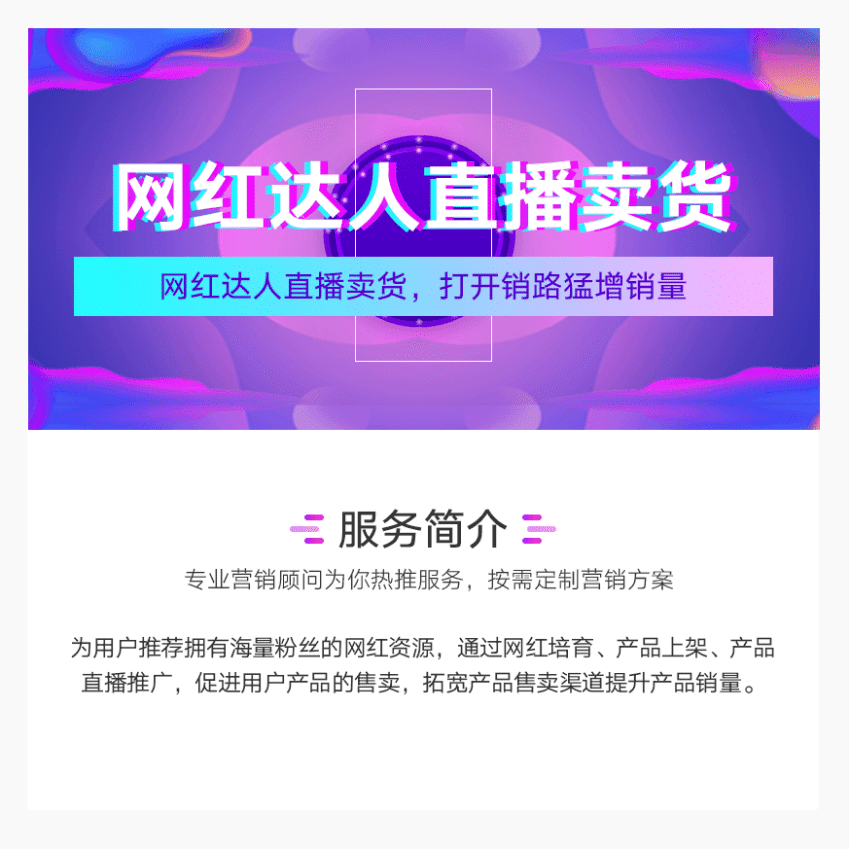 网红达人直播卖货
网红达人直播卖货，打开销路猛增销量
服务简介
专业营销顾问为你热推服务，按需定制营销方案
为用户推荐拥有海量粉丝的网红资源，通过网红培育、产品上架、产品
直播推广，促进用户产品的售卖，拓宽产品售卖渠道提升产品销量。